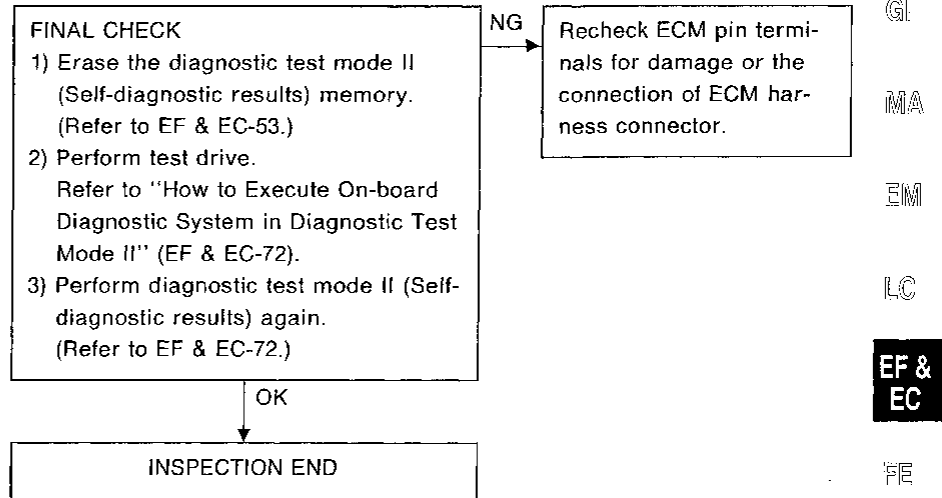 FINAL CHECK
1) Erase the diagnostic test mode II
(Self-diagnostic results) memory.
(Refer to EF & EC-53.)
2) Perform test drive.
Refer to "How to Execute On-board
Diagnostic System in Diagnostic Test
Mode II" (EF & EC-72).
3) Perform diagnostic test mode II (Self-
diagnostic results) again.
(Refer to EF & EC-72.)
NG
Recheck ECM pin termi-
nals for damage or the
connection of ECM har-
ness connector.
OK
INSPECTION END
GI
MA
EM
LC
EF &
EC
FE